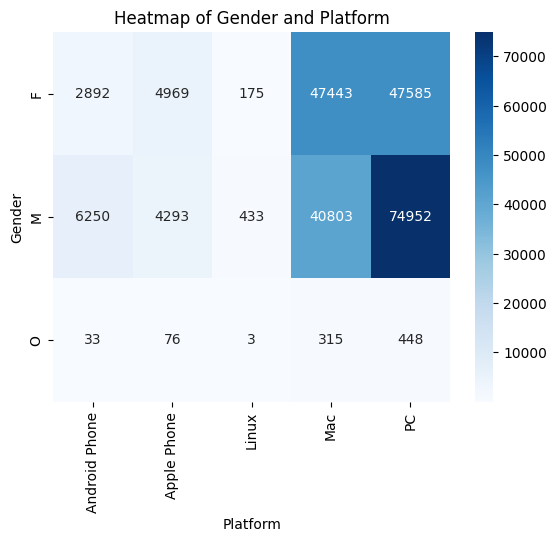 Heatmap of Gender and Platform
Gender
F
2892 4969 175 47443 47585
M
6250 4293 433 40803 74952
O
33 76 3 315 448
Android Phone
Apple Phone
Linux
Mac
PC
Platform
70000
60000
50000
40000
30000
20000
10000